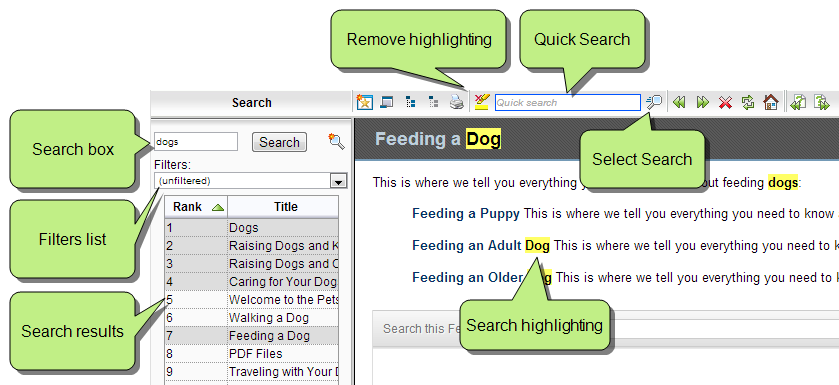 Remove highlighting
Quick Search
Search
Quick search
Search box
dogs
Search
Feeding a Dog
Select Search
Filters:
(unfiltered)
This is where we tell you everything
out feeding dogs:
Filters list
Rank Title
Feeding a Puppy This is where we tell you everything you need to know
1 Dogs
2 Raising Dogs and
Feeding an Adult Dog This is where we tell you everything you need to
3 Raising Dogs and
4 Caring for Your Dog
Feeding an Older This is where we tell you everything you need to
Search results
5 Welcome to the Pets
6 Walking a Dog
Search this
Search highlighting
7 Feeding a Dog
8 PDF Files
9 Traveling with Your